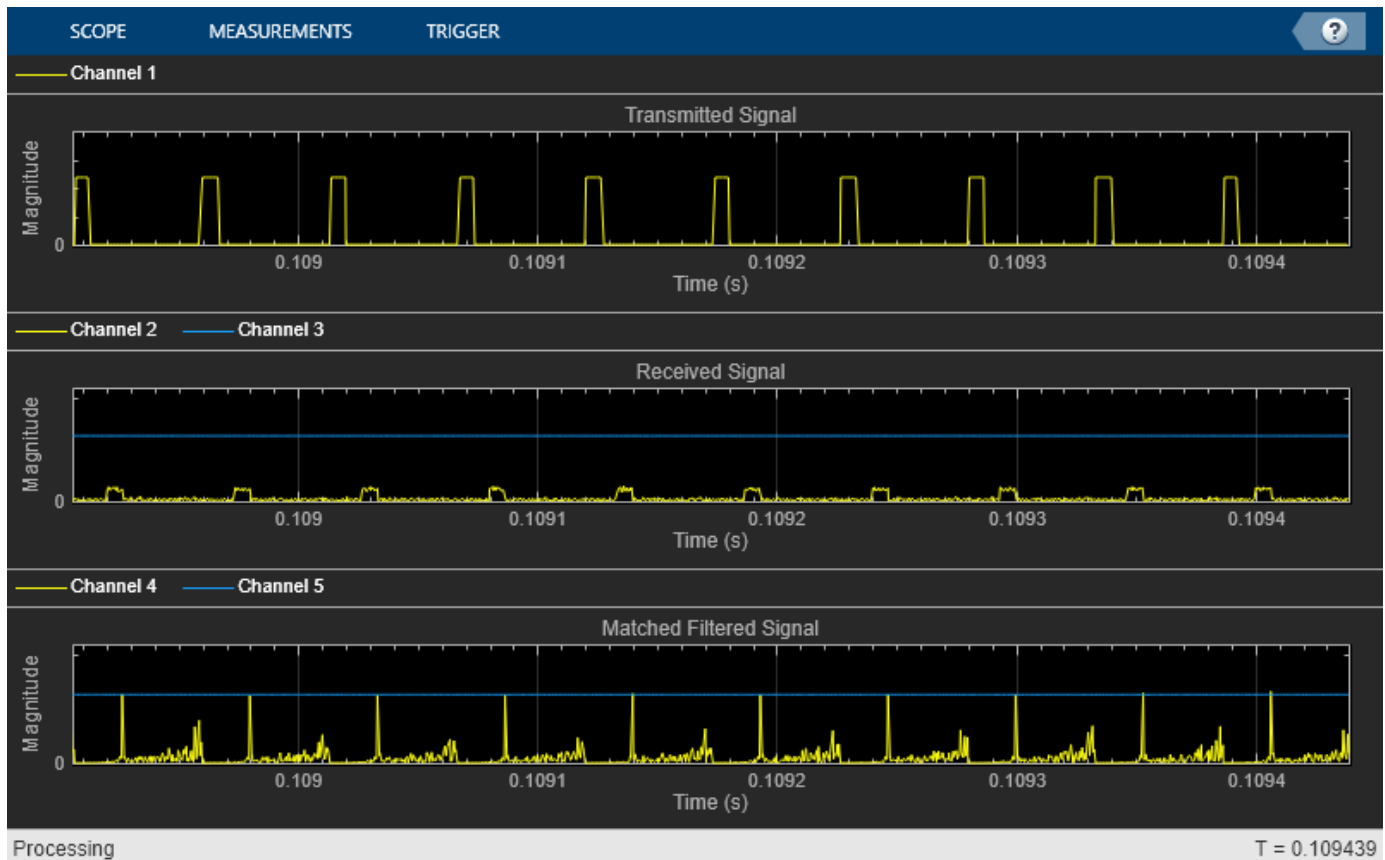 SCOPE MEASUREMENTS TRIGGER ?
Channel 1
Transmitted Signal
Magnitude
0
0.109 0.1091 0.1092 0.1093 0.1094
Time (s)
Channel 2 Channel 3
Received Signal
Magnitude
0
0.109 0.1091 0.1092 0.1093 0.1094
Time (s)
Channel 4 Channel 5
Matched Filtered Signal
Magnitude
0
0.109 0.1091 0.1092 0.1093 0.1094
Time (s)
Processing T = 0.109439